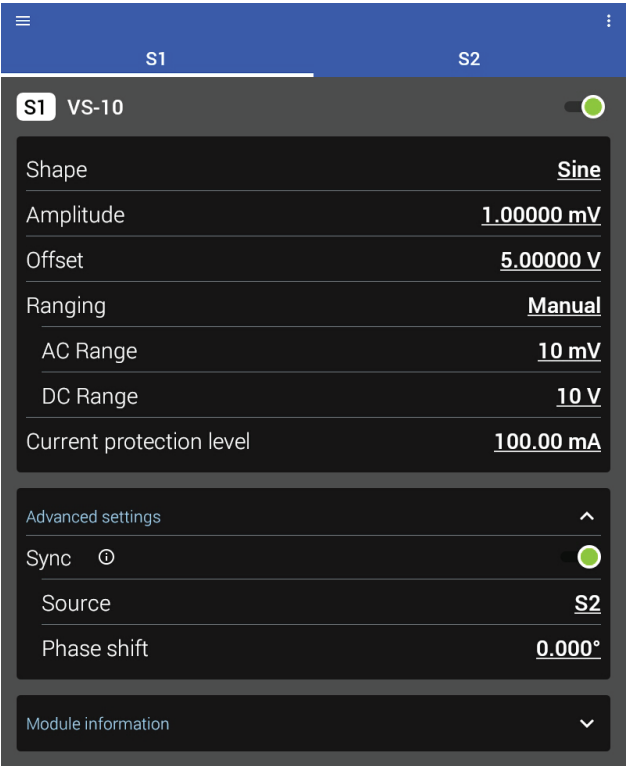 S1 S2
S1 VS-10
Shape Sine
Amplitude 1.00000 mV
Offset 5.00000 V
Ranging Manual
AC Range 10 mV
DC Range 10 V
Current protection level 100.00 mA
Advanced settings
Sync
Source S2
Phase shift 0.000°
Module information